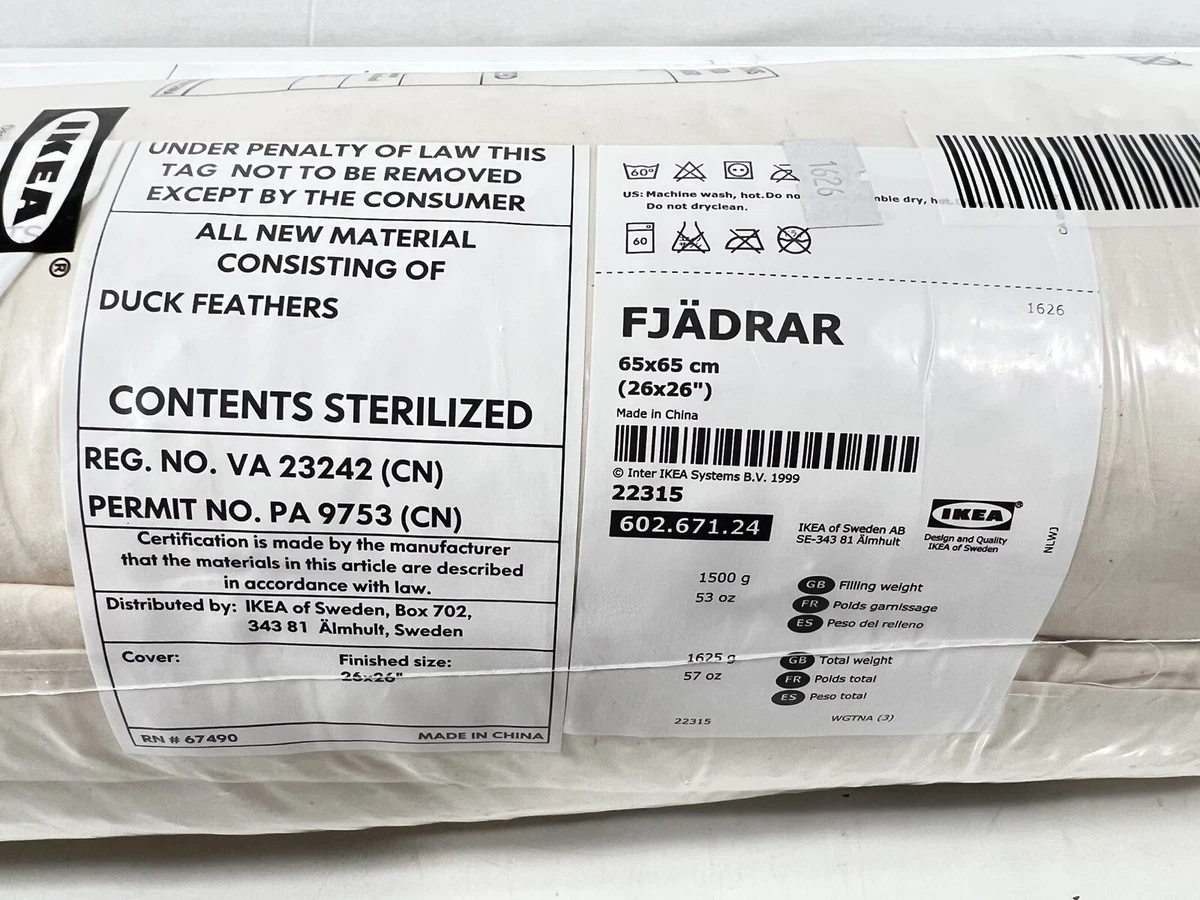 IKEA
®
UNDER PENALTY OF LAW THIS
TAG NOT TO BE REMOVED
EXCEPT BY THE CONSUMER
ALL NEW MATERIAL
CONSISTING OF
DUCK FEATHERS
CONTENTS STERILIZED
REG. NO. VA 23242 (CN)
PERMIT NO. PA 9753 (CN)
Certification is made by the manufacturer
that the materials in this article are described
in accordance with law.
Distributed by: IKEA of Sweden, Box 702,
343 81 Älmhult, Sweden
Cover: Finished size:
26x26"
RN # 67490 MADE IN CHINA
60°
1626
US: Machine wash, hot. Do no dry,
Do not dryclean.
60
1626
FJÄDRAR
65x65 cm
(26x26")
Made in China
© Inter IKEA Systems B.V. 1999
22315
602.671.24
IKEA of Sweden AB
SE-343 81 Älmhult
IKEA®
Design and Quality
IKEA of Sweden
NLWJ
1500 g GB Filling weight
53 oz FR Poids garnissage
ES Peso del relleno
1625 g GB Total weight
57 oz FR Poids total
ES Peso total
22315 WGTNA (3)